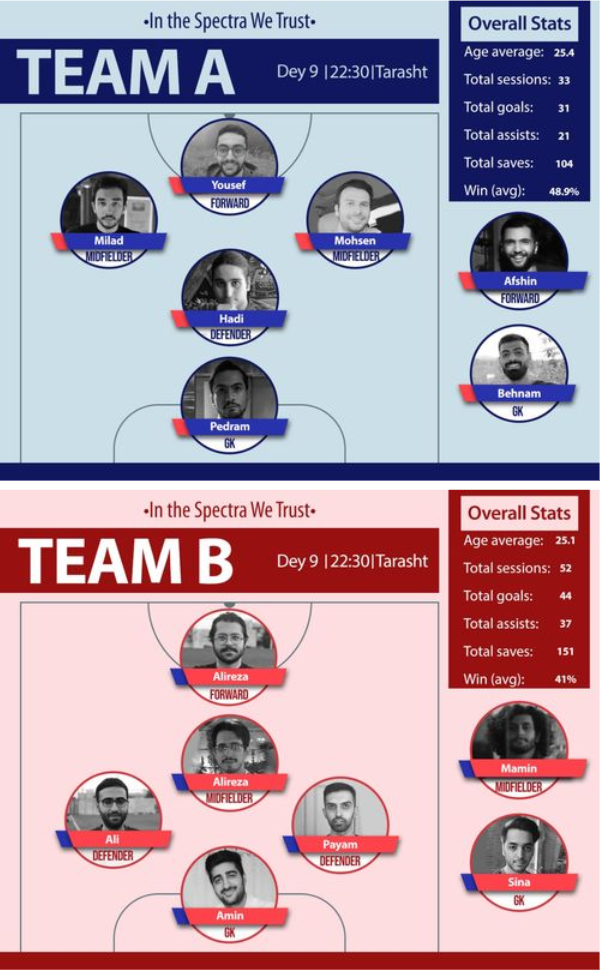 •In the Spectra We Trust•
TEAM A
Dey 9 |22:30|Tarasht
Overall Stats
Age average: 25.4
Total sessions: 33
Total goals: 31
Total assists: 21
Total saves: 104
Win (avg): 48.9%
Yousef
FORWARD
Milad
MIDFIELDER
Mohsen
MIDFIELDER
Hadi
DEFENDER
Pedram
GK
Afshin
FORWARD
Behnam
GK
•In the Spectra We Trust•
TEAM B
Dey 9 |22:30|Tarasht
Overall Stats
Age average: 25.1
Total sessions: 52
Total goals: 44
Total assists: 37
Total saves: 151
Win (avg): 41%
Alireza
FORWARD
Alireza
MIDFIELDER
Ali
DEFENDER
Payam
DEFENDER
Amin
GK
Mamin
MIDFIELDER
Sina
GK